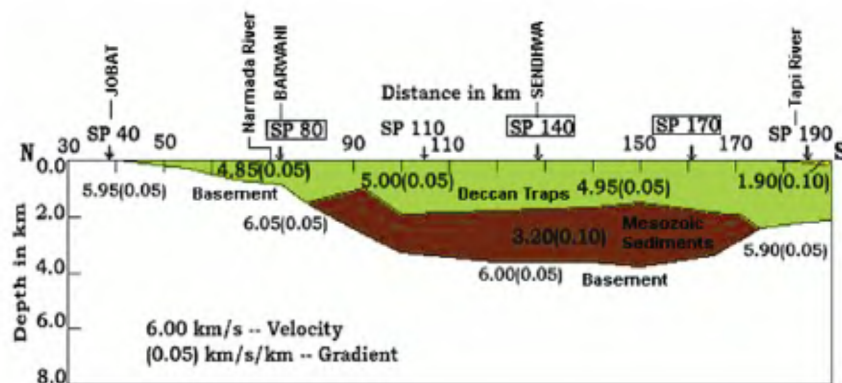 JOBAT
Narmada River
BARWANI
SENDHWA
Tapi River
Distance in km
SP 40
SP 80
SP 110
SP 140
SP 170
SP 190
N
30
50
90
110
150
170
S
0.0
2.0
4.0
6.0
8.0
Depth in km
5.95(0.05)
4.85(0.05)
Basement
6.05(0.05)
5.00(0.05)
Deccan Traps
4.95(0.05)
1.90(0.10)
3.20(0.10)
Mesozoic
Sediments
5.90(0.05)
6.00(0.05)
Basement
6.00 km/s -- Velocity
(0.05) km/s/km -- Gradient